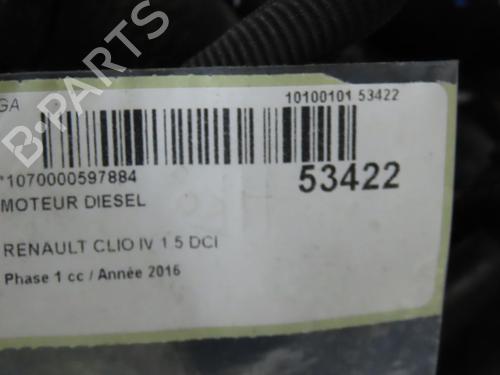 GA
10100101 53422
*1070000597884
53422
MOTEUR DIESEL
RENAULT CLIO IV 1 5 DCI
Phase 1 cc / Année 2016
B-PARTS